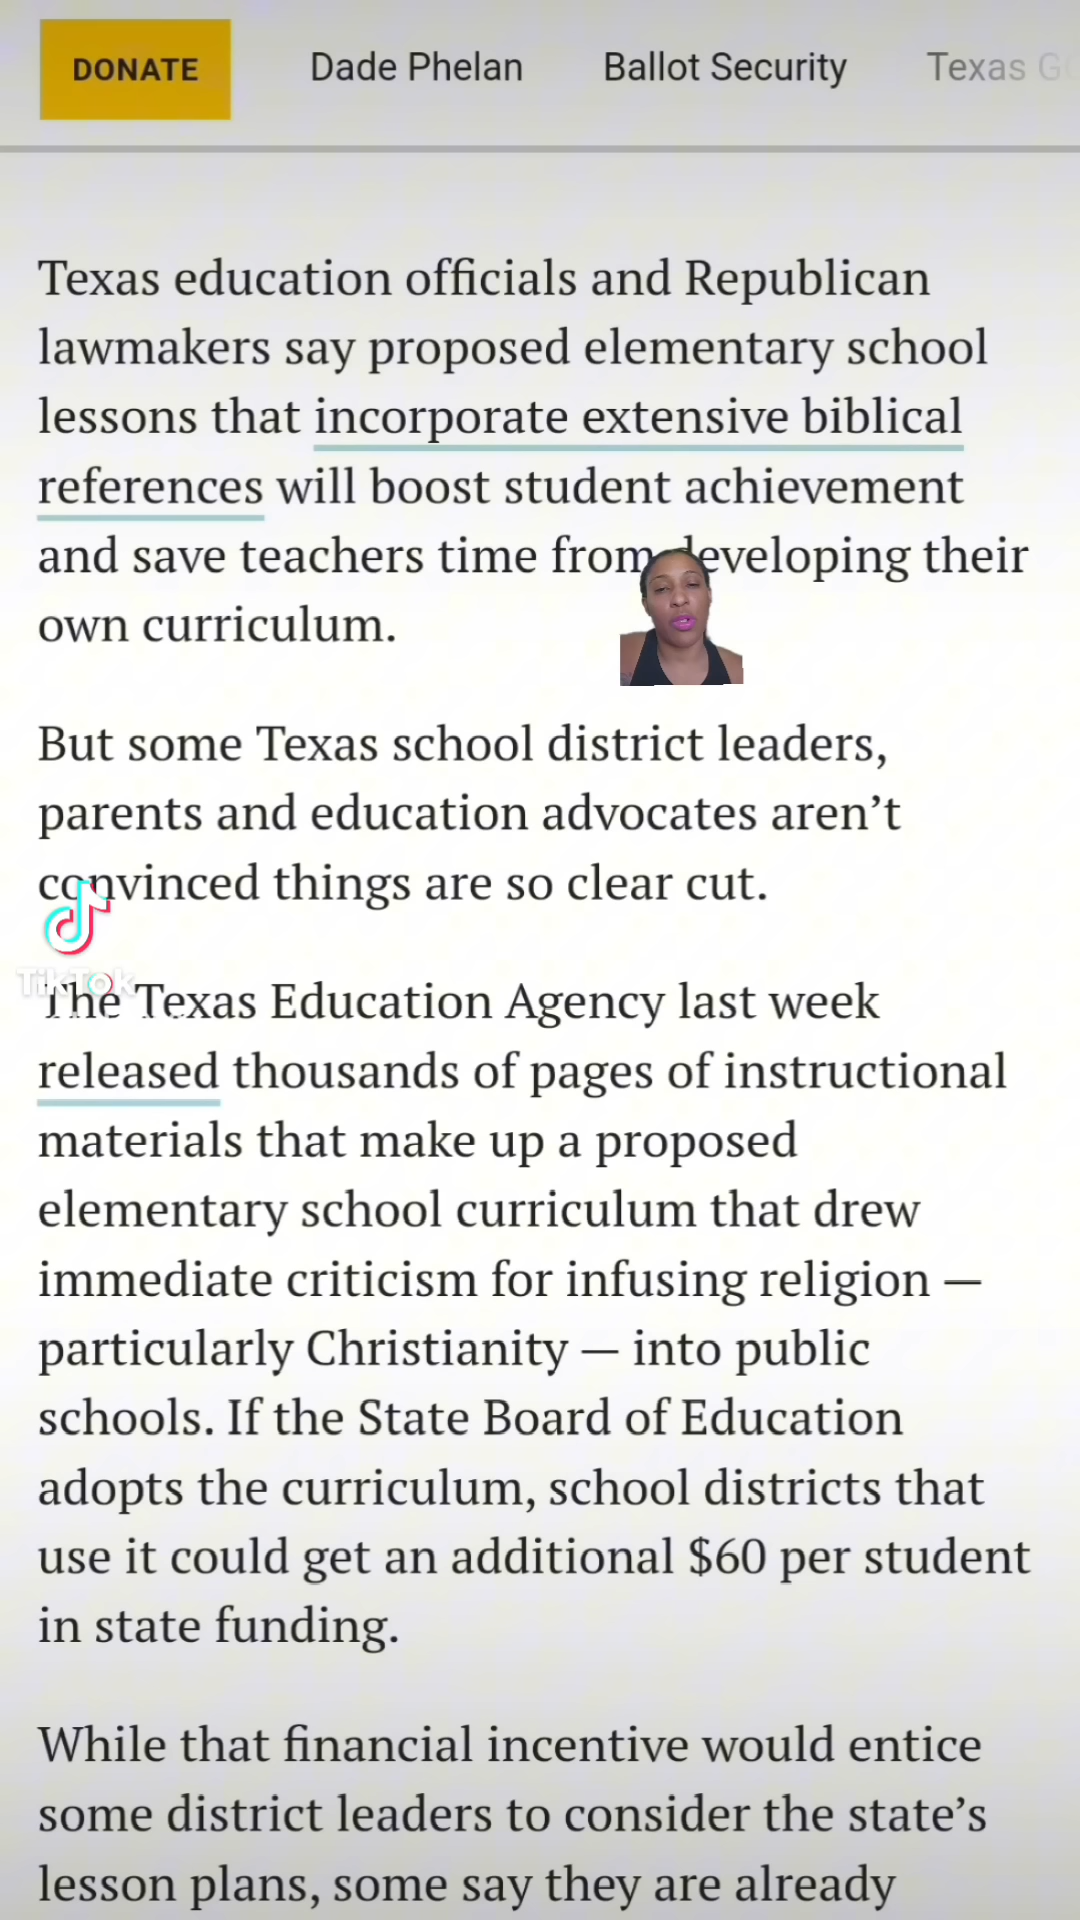 DONATE Dade Phelan Ballot Security Texas G
Texas education officials and Republican
lawmakers say proposed elementary school
lessons that incorporate extensive biblical
references will boost student achievement
and save teachers time from developing their
own curriculum.
But some Texas school district leaders,
parents and education advocates aren’t
convinced things are so clear cut.
TikTok
The Texas Education Agency last week
released thousands of pages of instructional
materials that make up a proposed
elementary school curriculum that drew
immediate criticism for infusing religion —
particularly Christianity — into public
schools. If the State Board of Education
adopts the curriculum, school districts that
use it could get an additional $60 per student
in state funding.
While that financial incentive would entice
some district leaders to consider the state’s
lesson plans, some say they are already